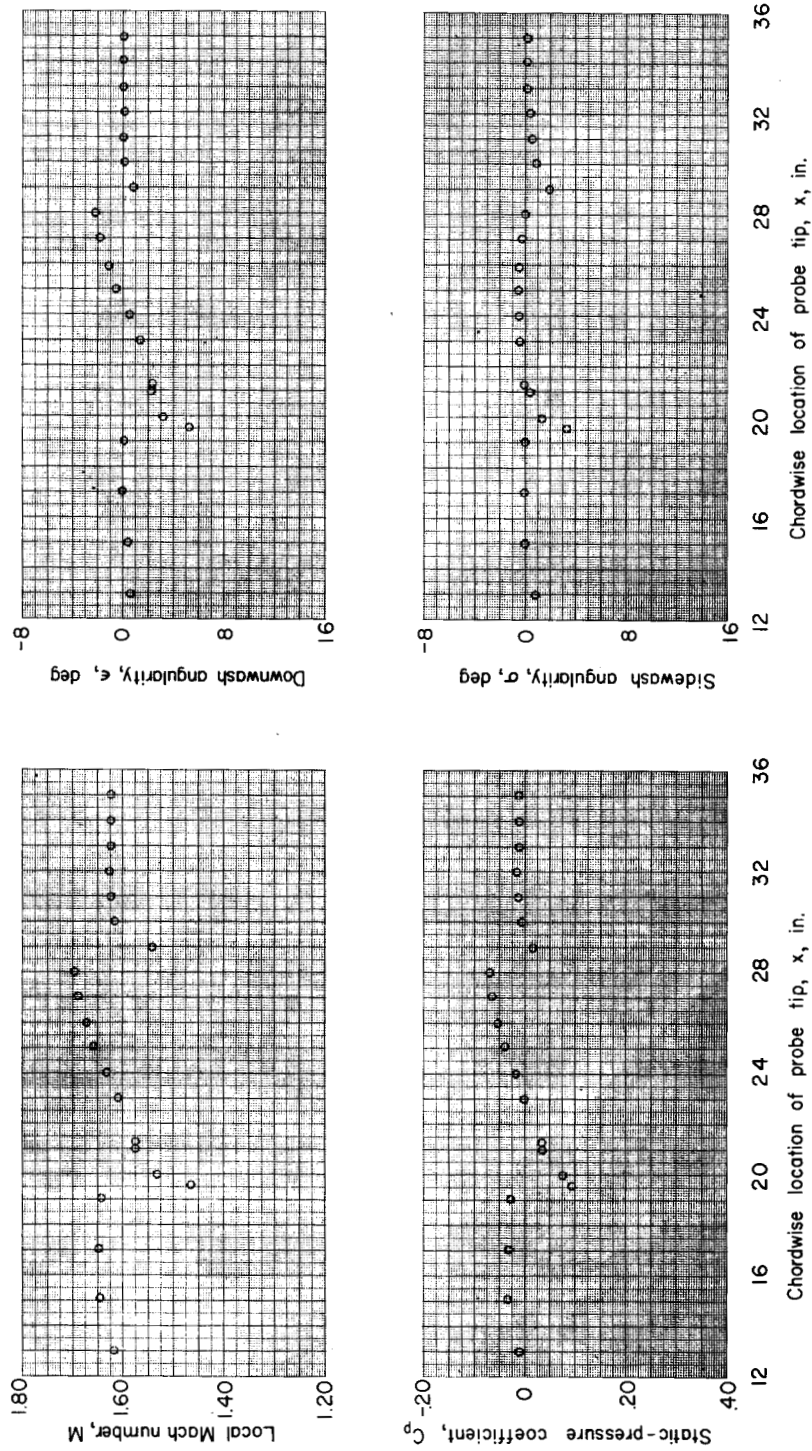 Local Mach number, M
1.80
1.60
1.40
1.20
Downwash angularity, ϵ, deg
-8
0
8
16
Static-pressure
coefficient, Cp
-.20
0
.20
.40
12 16 20 24 28 32 36
Chordwise location of probe tip, x, in.
Sidewash angularity, σ, deg
-8
0
8
16
12 16 20 24 28 32 36
Chordwise location of probe tip, x, in.